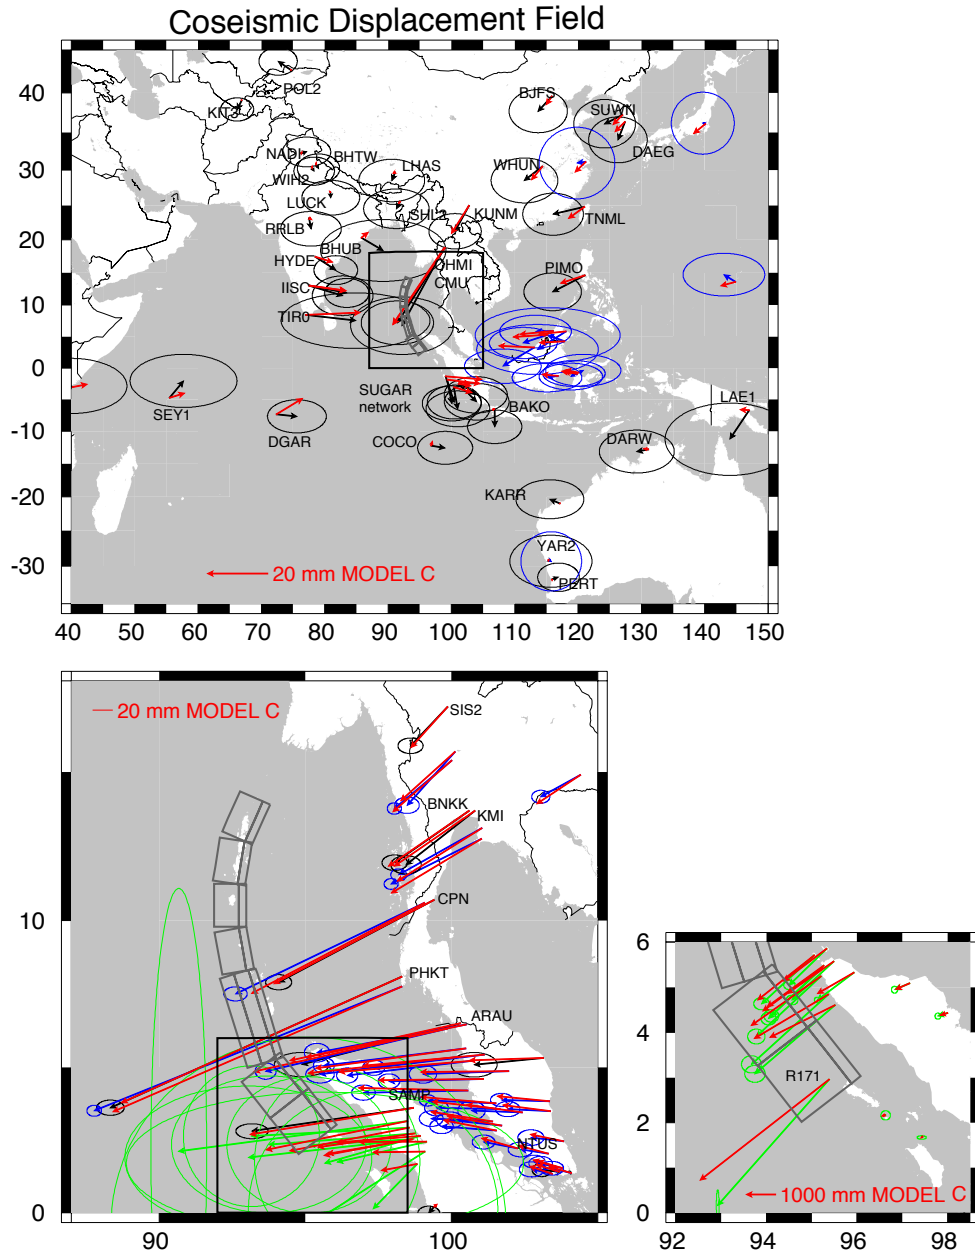 Coseismic Displacement Field
40
30
20
10
0
-10
-20
-30
40 50 60 70 80 90 100 110 120 130 140 150
POL2
KIT3
BJFS
SUWN
DAEG
NADI
BHTW
WIH2
LHAS
WHUN
LUCK
SHL2
KUNM
TNML
RRLB
BHUB
HYDE
CHMI
CMU
PIMO
IISC
TIR0
SUGAR
network
BAKO
LAE1
SEY1
DGAR
COCO
DARW
KARR
YAR2
PERT
20 mm MODEL C
20 mm MODEL C
SIS2
BNKK
KMI
CPN
PHKT
ARAU
SAMP
NTUS
10
0
90 100
6
4
2
0
R171
1000 mm MODEL C
92 94 96 98